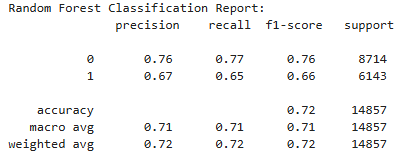 Random Forest Classification Report:
precision recall f1-score support
0 0.76 0.77 0.76 8714
1 0.67 0.65 0.66 6143
accuracy 0.72 14857
macro avg 0.71 0.71 0.71 14857
weighted avg 0.72 0.72 0.72 14857